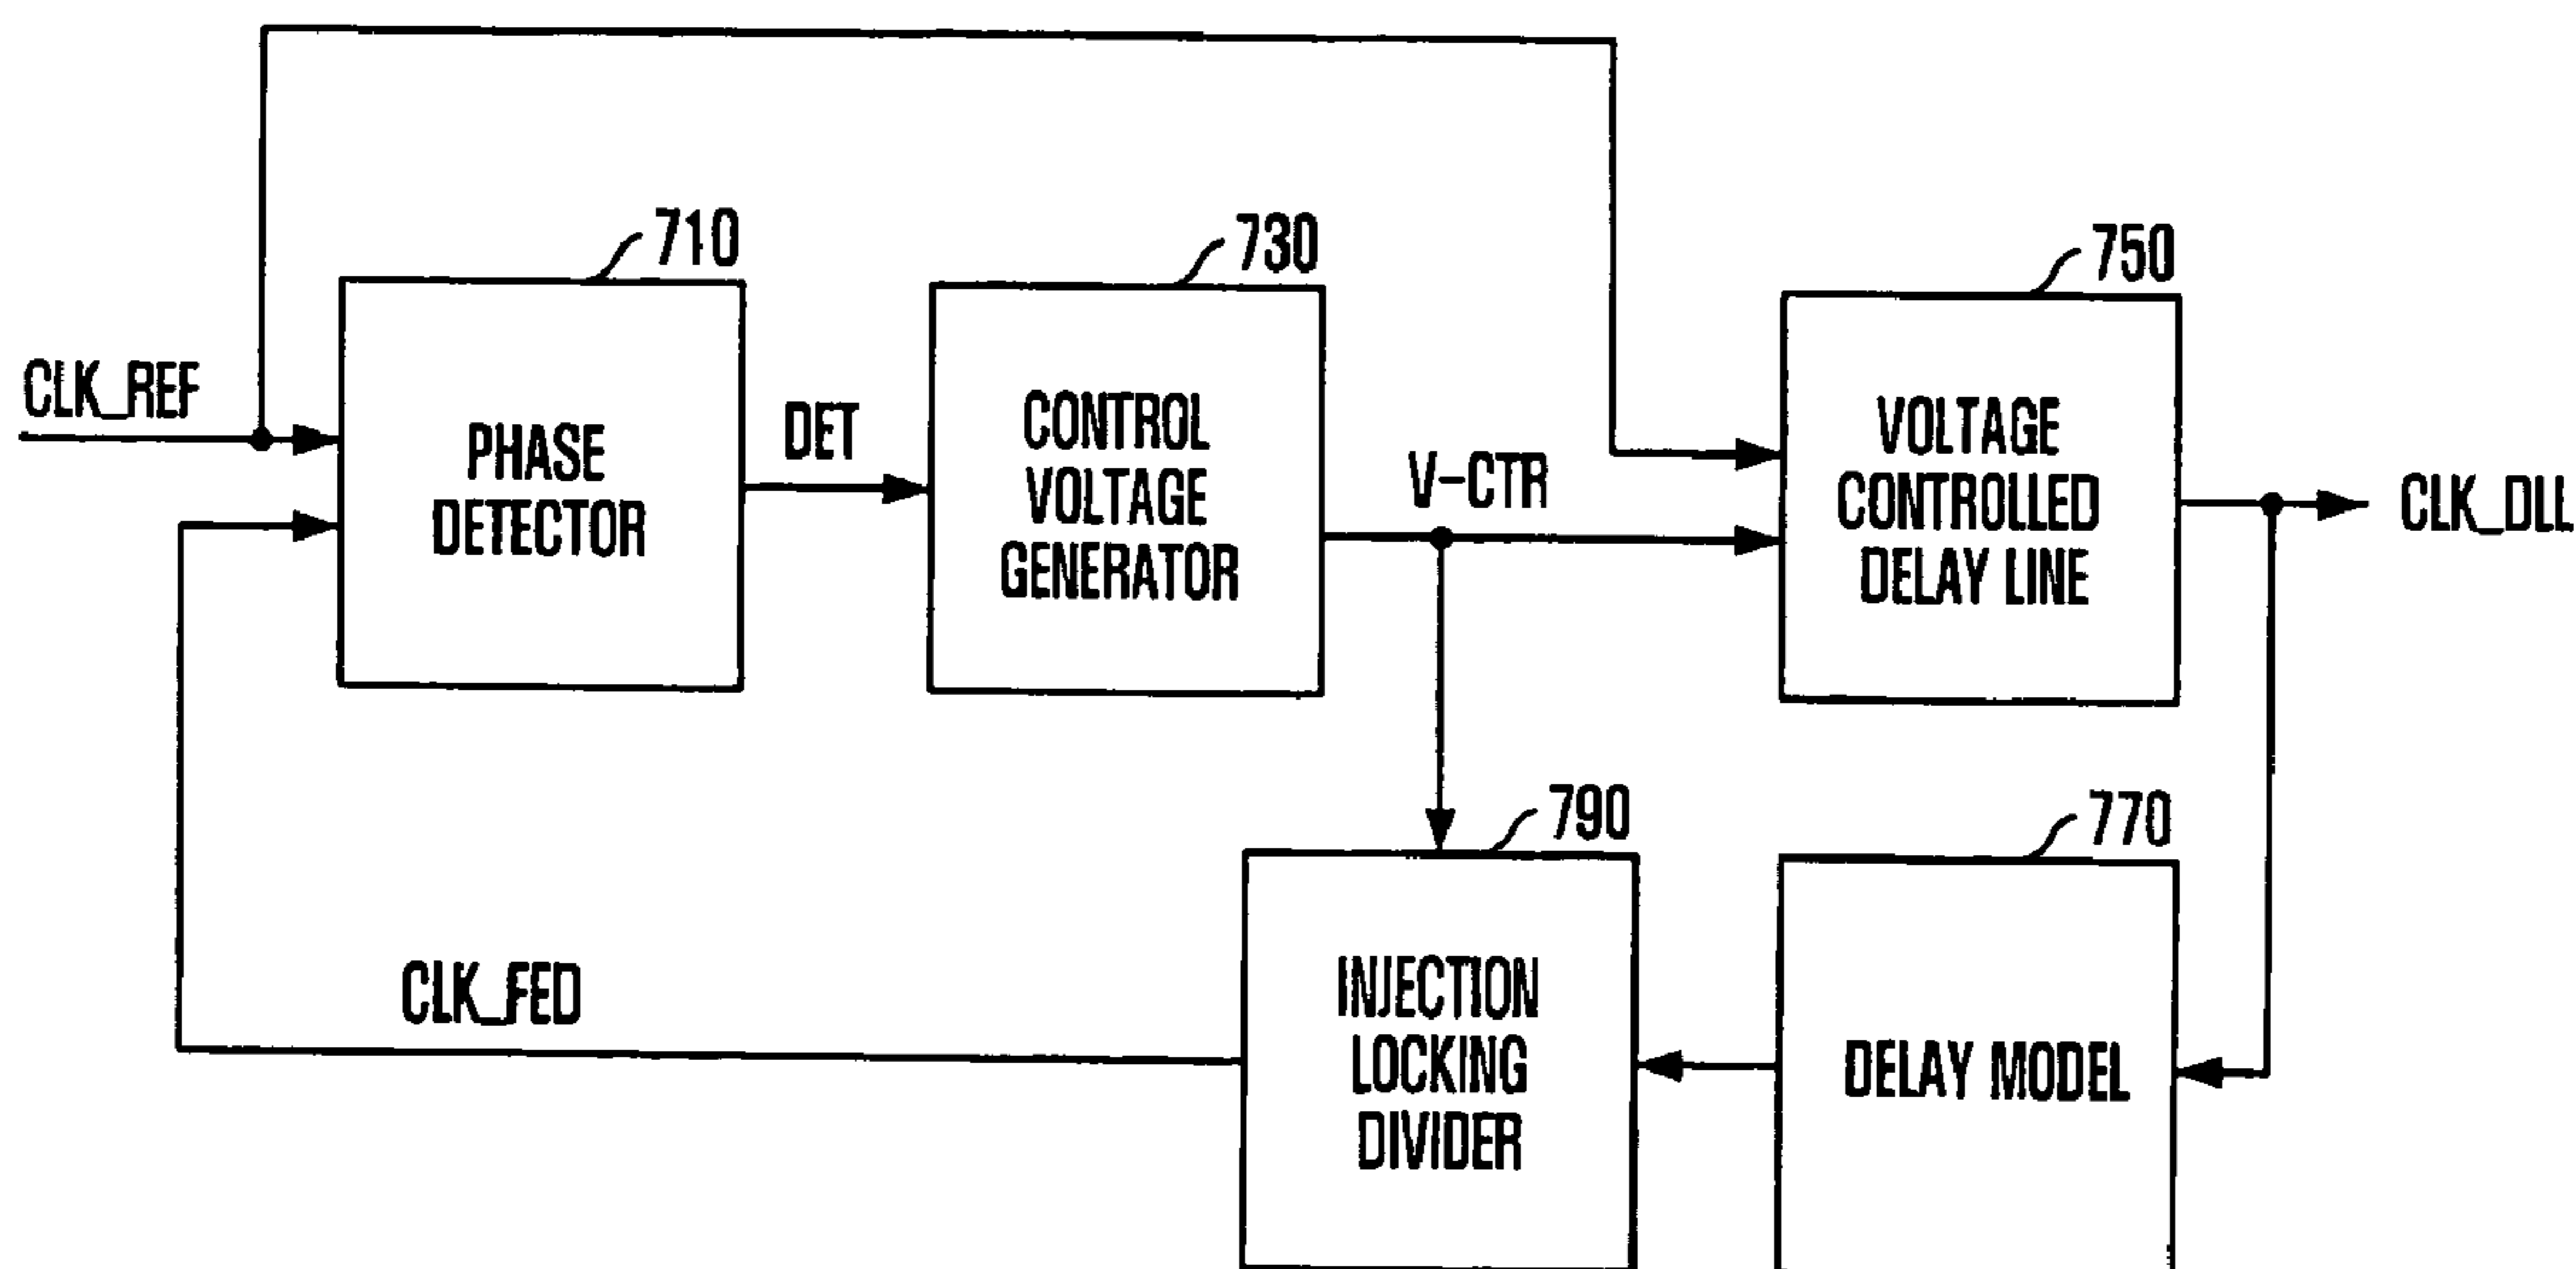 710
730
750
CLK_REF
PHASE
DETECTOR
DET
CONTROL
VOLTAGE
GENERATOR
V-CTR
VOLTAGE
CONTROLLED
DELAY LINE
CLK_DLL
790
770
CLK_FED
INJECTION
LOCKING
DIVIDER
DELAY MODEL